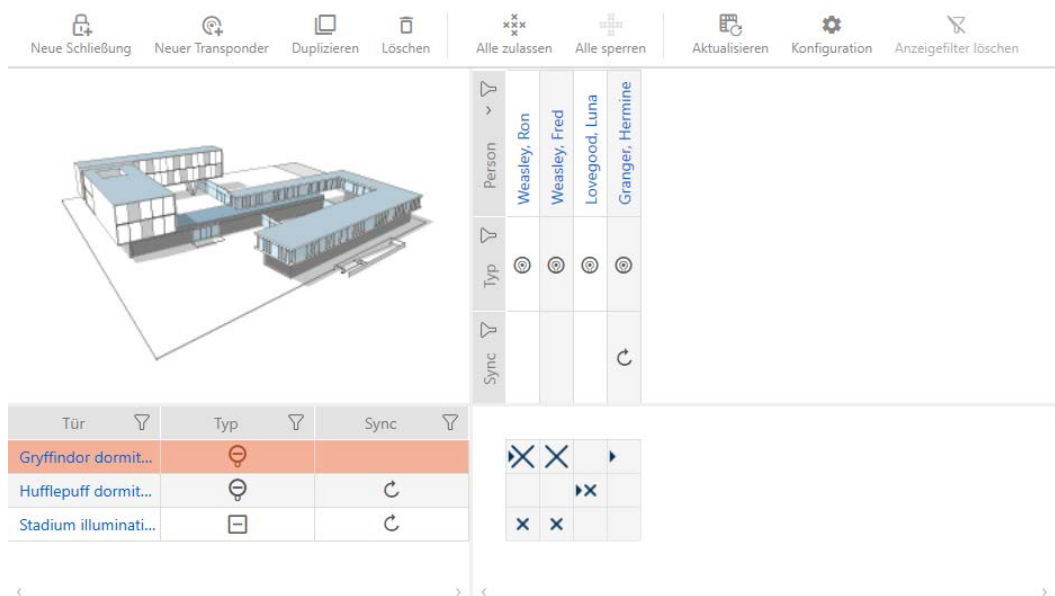 Neue Schließung Neuer Transponder Duplizieren Löschen Alle zulassen Alle sperren Aktualisieren Konfiguration Anzeigefilter löschen
Person Weasley, Ron Weasley, Fred Lovegood, Luna Granger, Hermine
Typ
Sync
Tür Typ Sync
Gryffindor dormit...
Hufflepuff dormit...
Stadium illuminati...